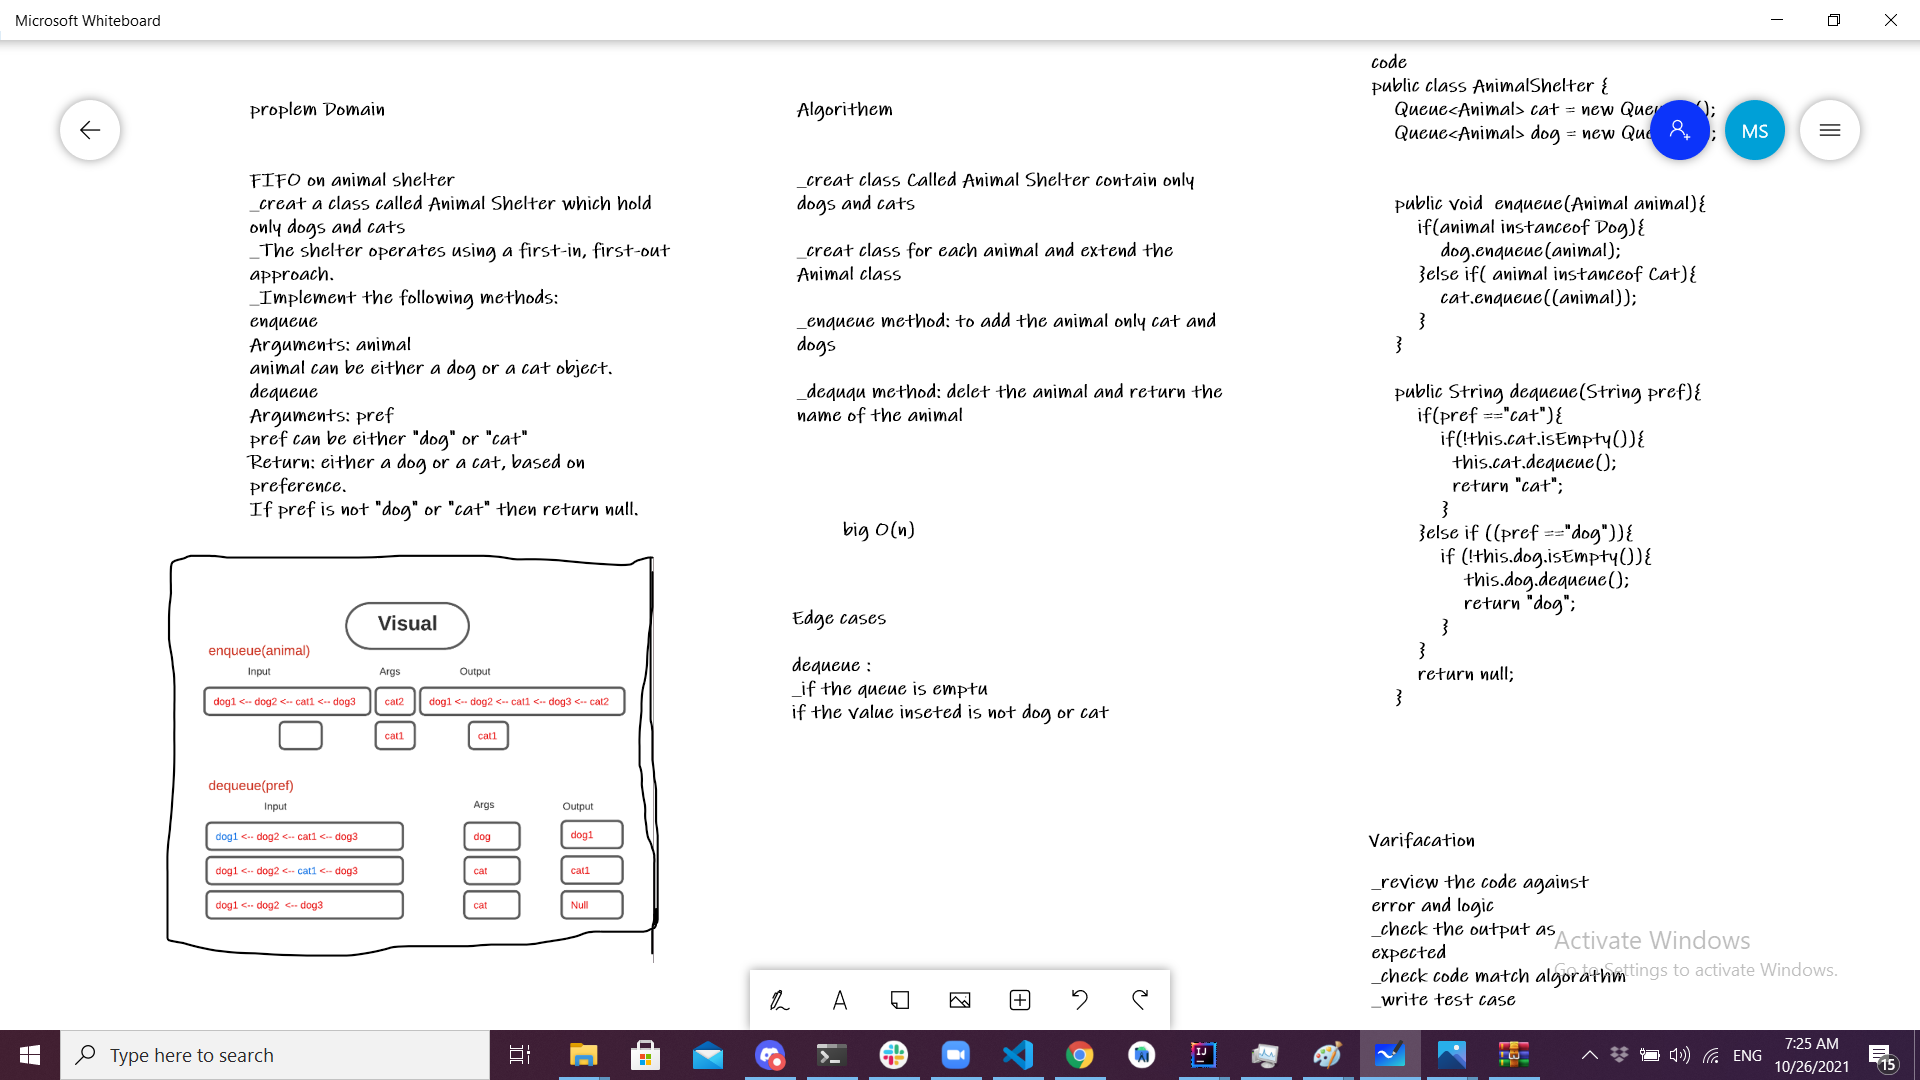 Microsoft Whiteboard
proplem Domain
FIFO on animal shelter
_creat a class called Animal Shelter which hold
only dogs and cats
_The shelter operates using a first-in, first-out
approach.
_Implement the following methods:
enqueue
Arguments: animal
animal can be either a dog or a cat object.
dequeue
Arguments: pref
pref can be either "dog" or "cat"
Return: either a dog or a cat, based on
preference.
If pref is not "dog" or "cat" then return null.
Visual
enqueue(animal)
Input Args Output
dog1 <-- dog2 <-- cat1 <-- dog3 cat2 dog1 <-- dog2 <-- cat1 <-- dog3 <-- cat2
cat1 cat1
dequeue(pref)
Input Args Output
dog1 <-- dog2 <-- cat1 <-- dog3 dog dog1
dog1 <-- dog2 <-- cat1 <-- dog3 cat cat1
dog1 <-- dog2 <-- dog3 cat Null
Algorithem
_creat class Called Animal Shelter contain only
dogs and cats
_creat class for each animal and extend the
Animal class
_enqueue method: to add the animal only cat and
dogs
_deququ method: delet the animal and return the
name of the animal
big O(n)
Edge cases
dequeue :
_if the queue is emptu
if the value inseted is not dog or cat
code
public class AnimalShelter {
Queue<Animal> cat = new ();
Queue<Animal> dog = new ;
MS
public void enqueue(Animal animal){
if(animal instanceof Dog){
dog.enqueue(animal);
}else if( animal instanceof Cat){
cat.enqueue((animal));
}
}
public String dequeue(String pref){
if(pref =="cat"){
if(!this.cat.isEmpty()){
this.cat.dequeue();
return "cat";
}
}else if ((pref =="dog")){
if (!this.dog.isEmpty()){
this.dog.dequeue();
return "dog";
}
}
return null;
}
Varifacation
_review the code against
error and logic
_check the output as
expected
_check code match algorathm
_write test case
Activate Windows
Go to Settings to activate Windows.
Type here to search
ENG
7:25 AM
10/26/2021
15